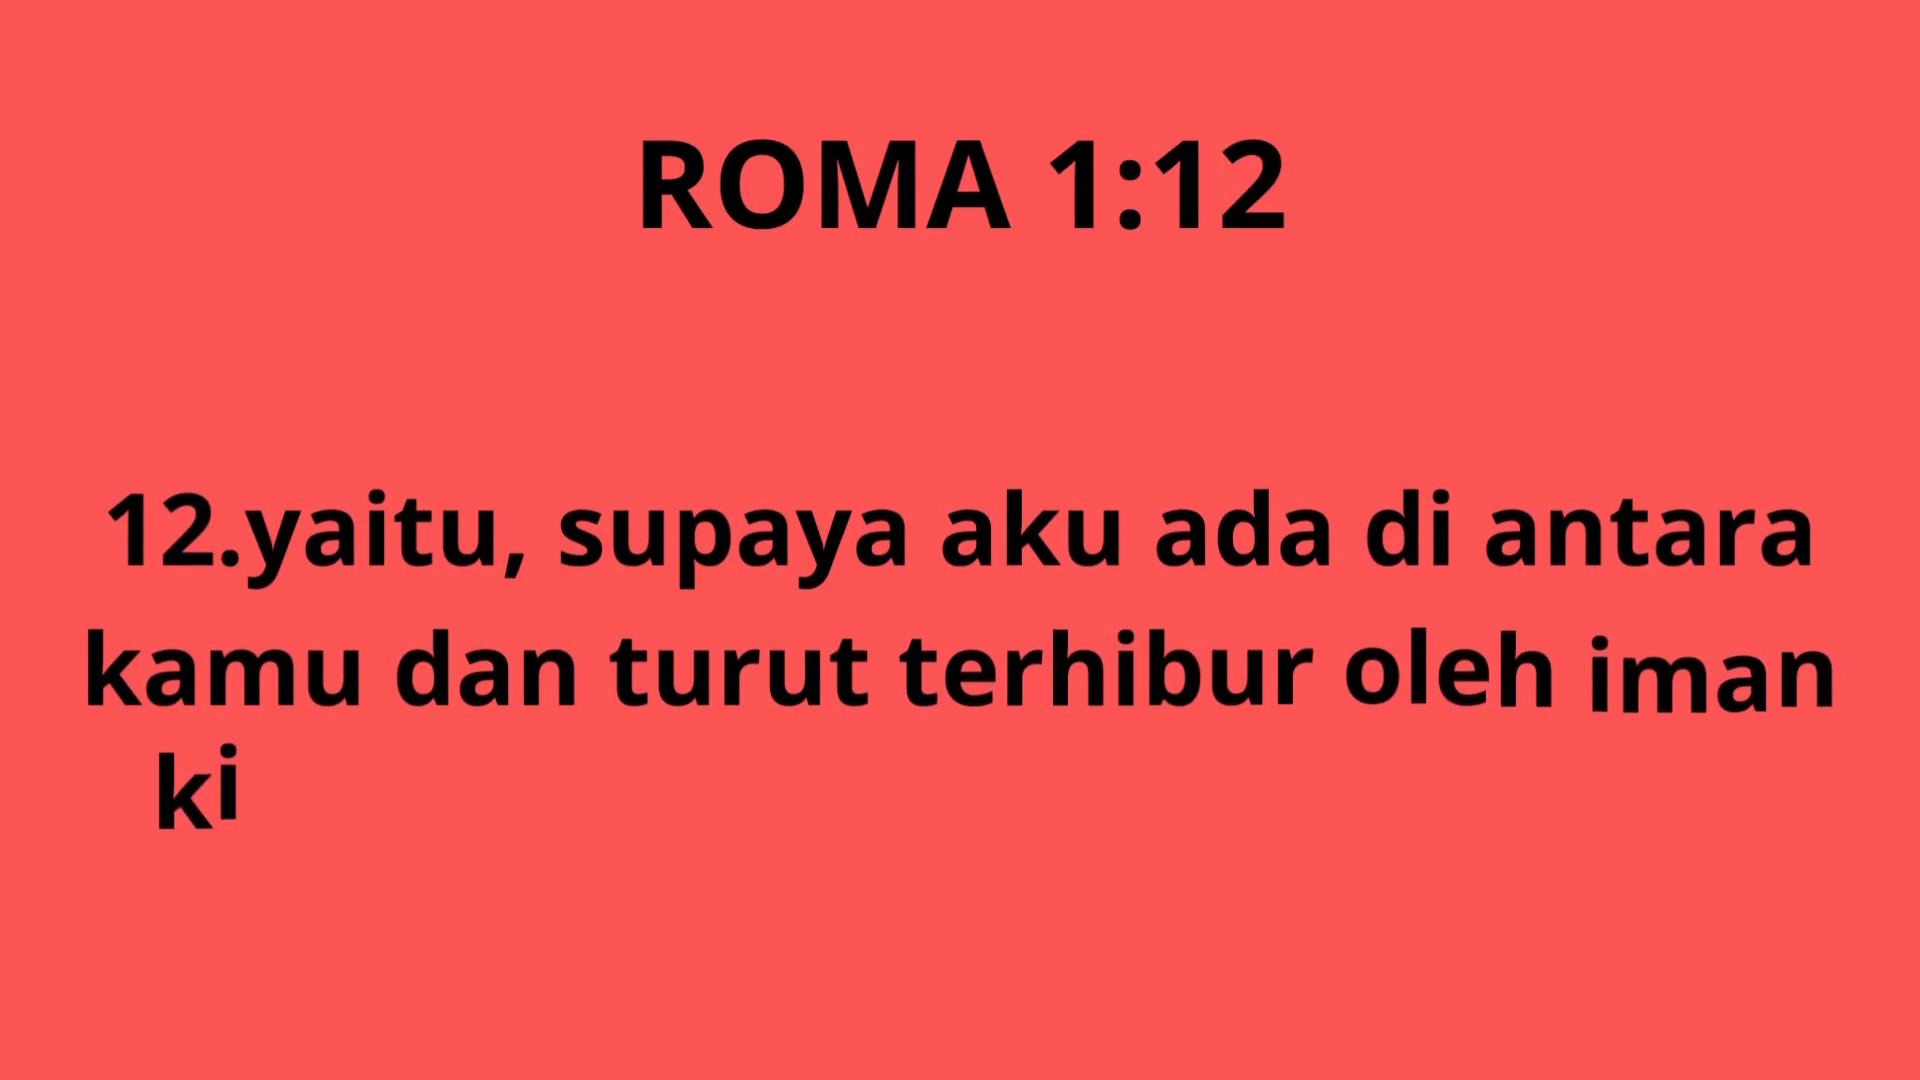 ROMA 1:12
12.yaitu, supaya aku ada di antara
kamu dan turut terhibur oleh iman
ki